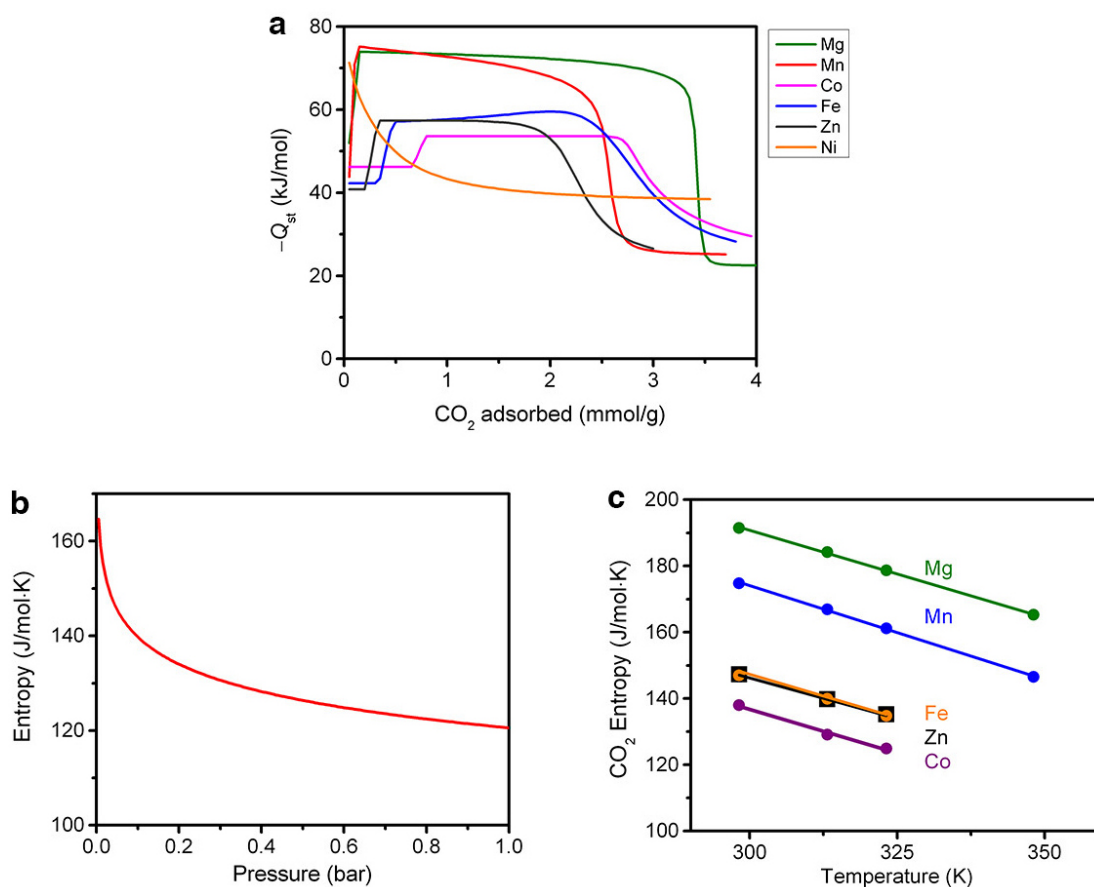 a
80
60
40
20
0
0 1 2 3 4
−Qst (kJ/mol)
CO2 adsorbed (mmol/g)
Mg
Mn
Co
Fe
Zn
Ni
b
160
140
120
100
0.0 0.2 0.4 0.6 0.8 1.0
Entropy (J/mol·K)
Pressure (bar)
c
200
180
160
140
120
100
300 325 350
CO2 Entropy (J/mol·K)
Temperature (K)
Mg
Mn
Fe
Zn
Co